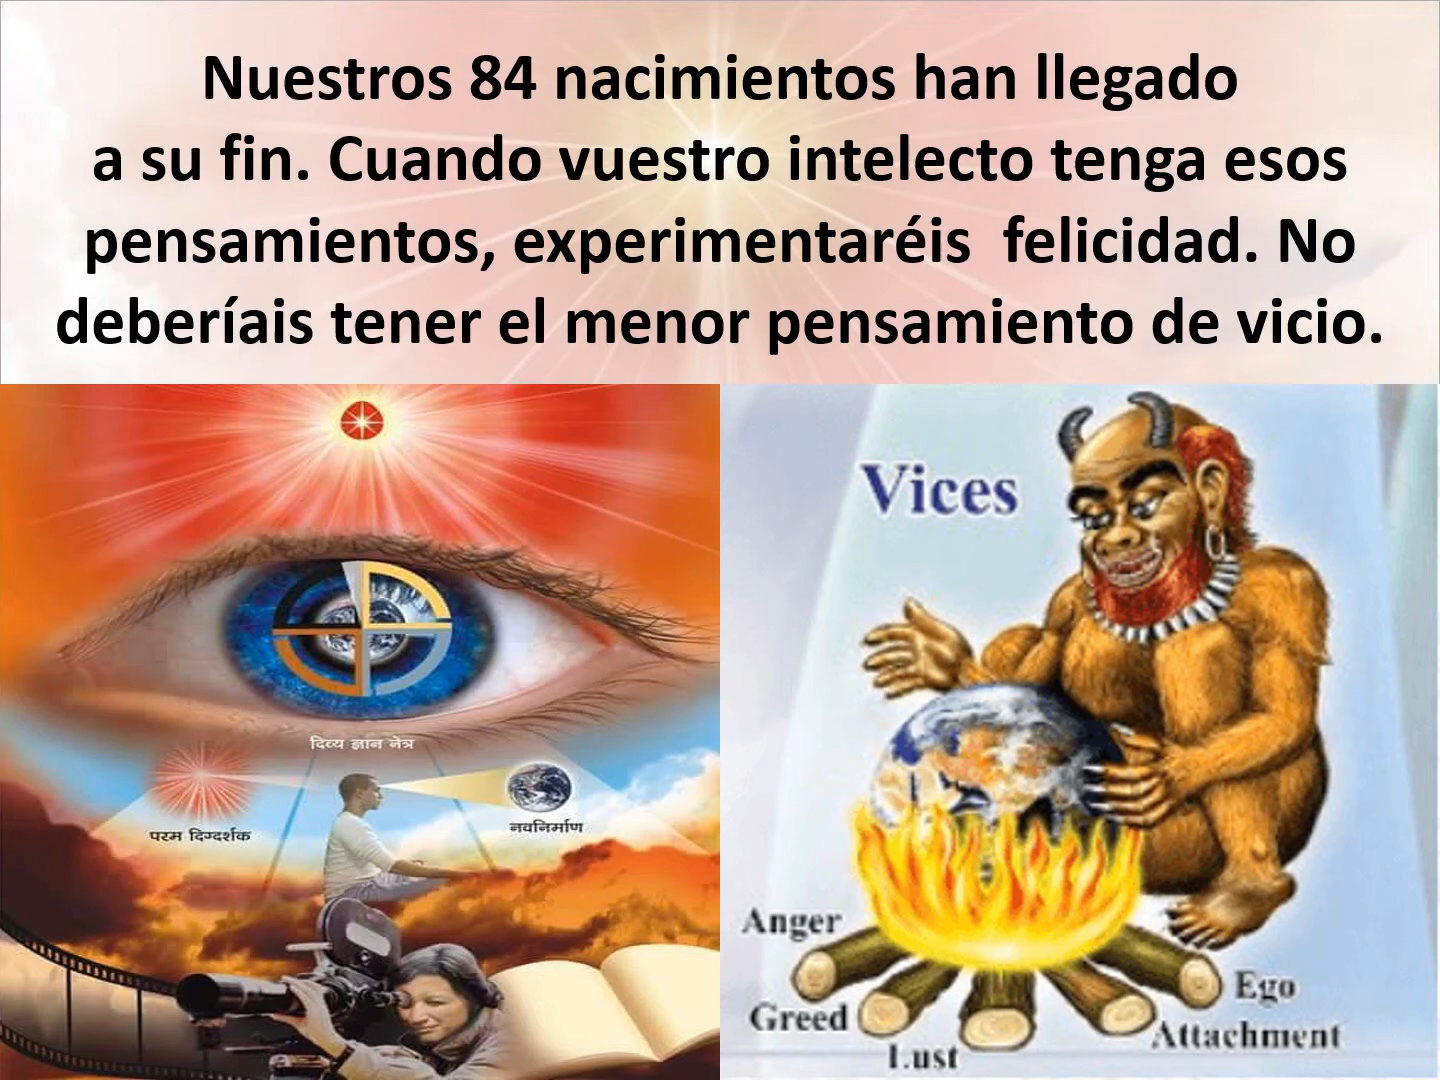 Nuestros 84 nacimientos han llegado
a su fin. Cuando vuestro intelecto tenga esos
pensamientos, experimentaréis  felicidad. No
deberíais tener el menor pensamiento de vicio.
दिव्य ज्ञान नेत्र
परम दिग्दर्शक
नवनिर्माण
Vices
Anger
Greed
Lust
Ego
Attachment